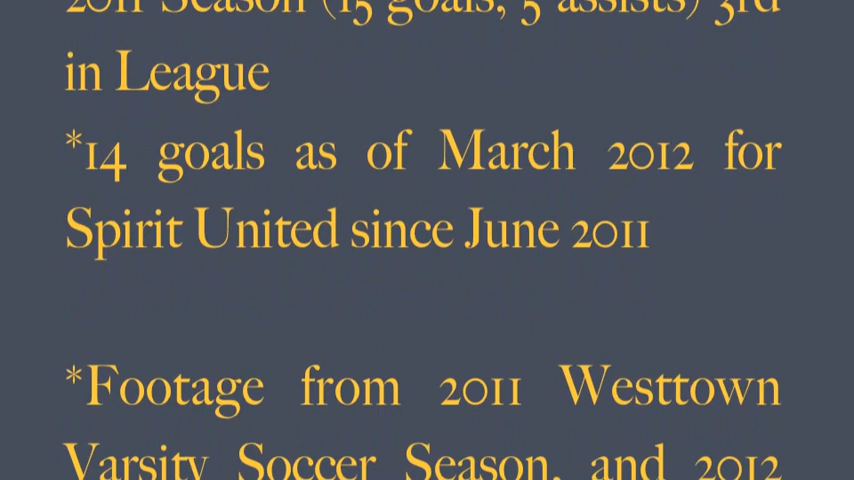 2011 Season (15 goals, 5 assists) 3rd
in League
*14 goals as of March 2012 for
Spirit United since June 2011
*Footage from 2011 Westtown
Varsity Soccer Season, and 2012